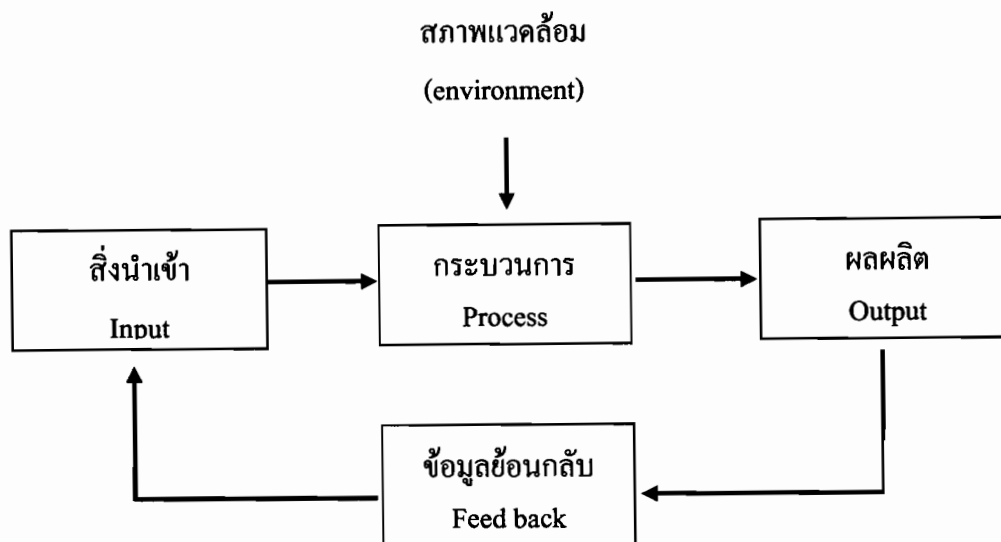 สภาพแวดล้อม
(environment)
สิ่งนำเข้า
Input
กระบวนการ
Process
ผลผลิต
Output
ข้อมูลย้อนกลับ
Feed back